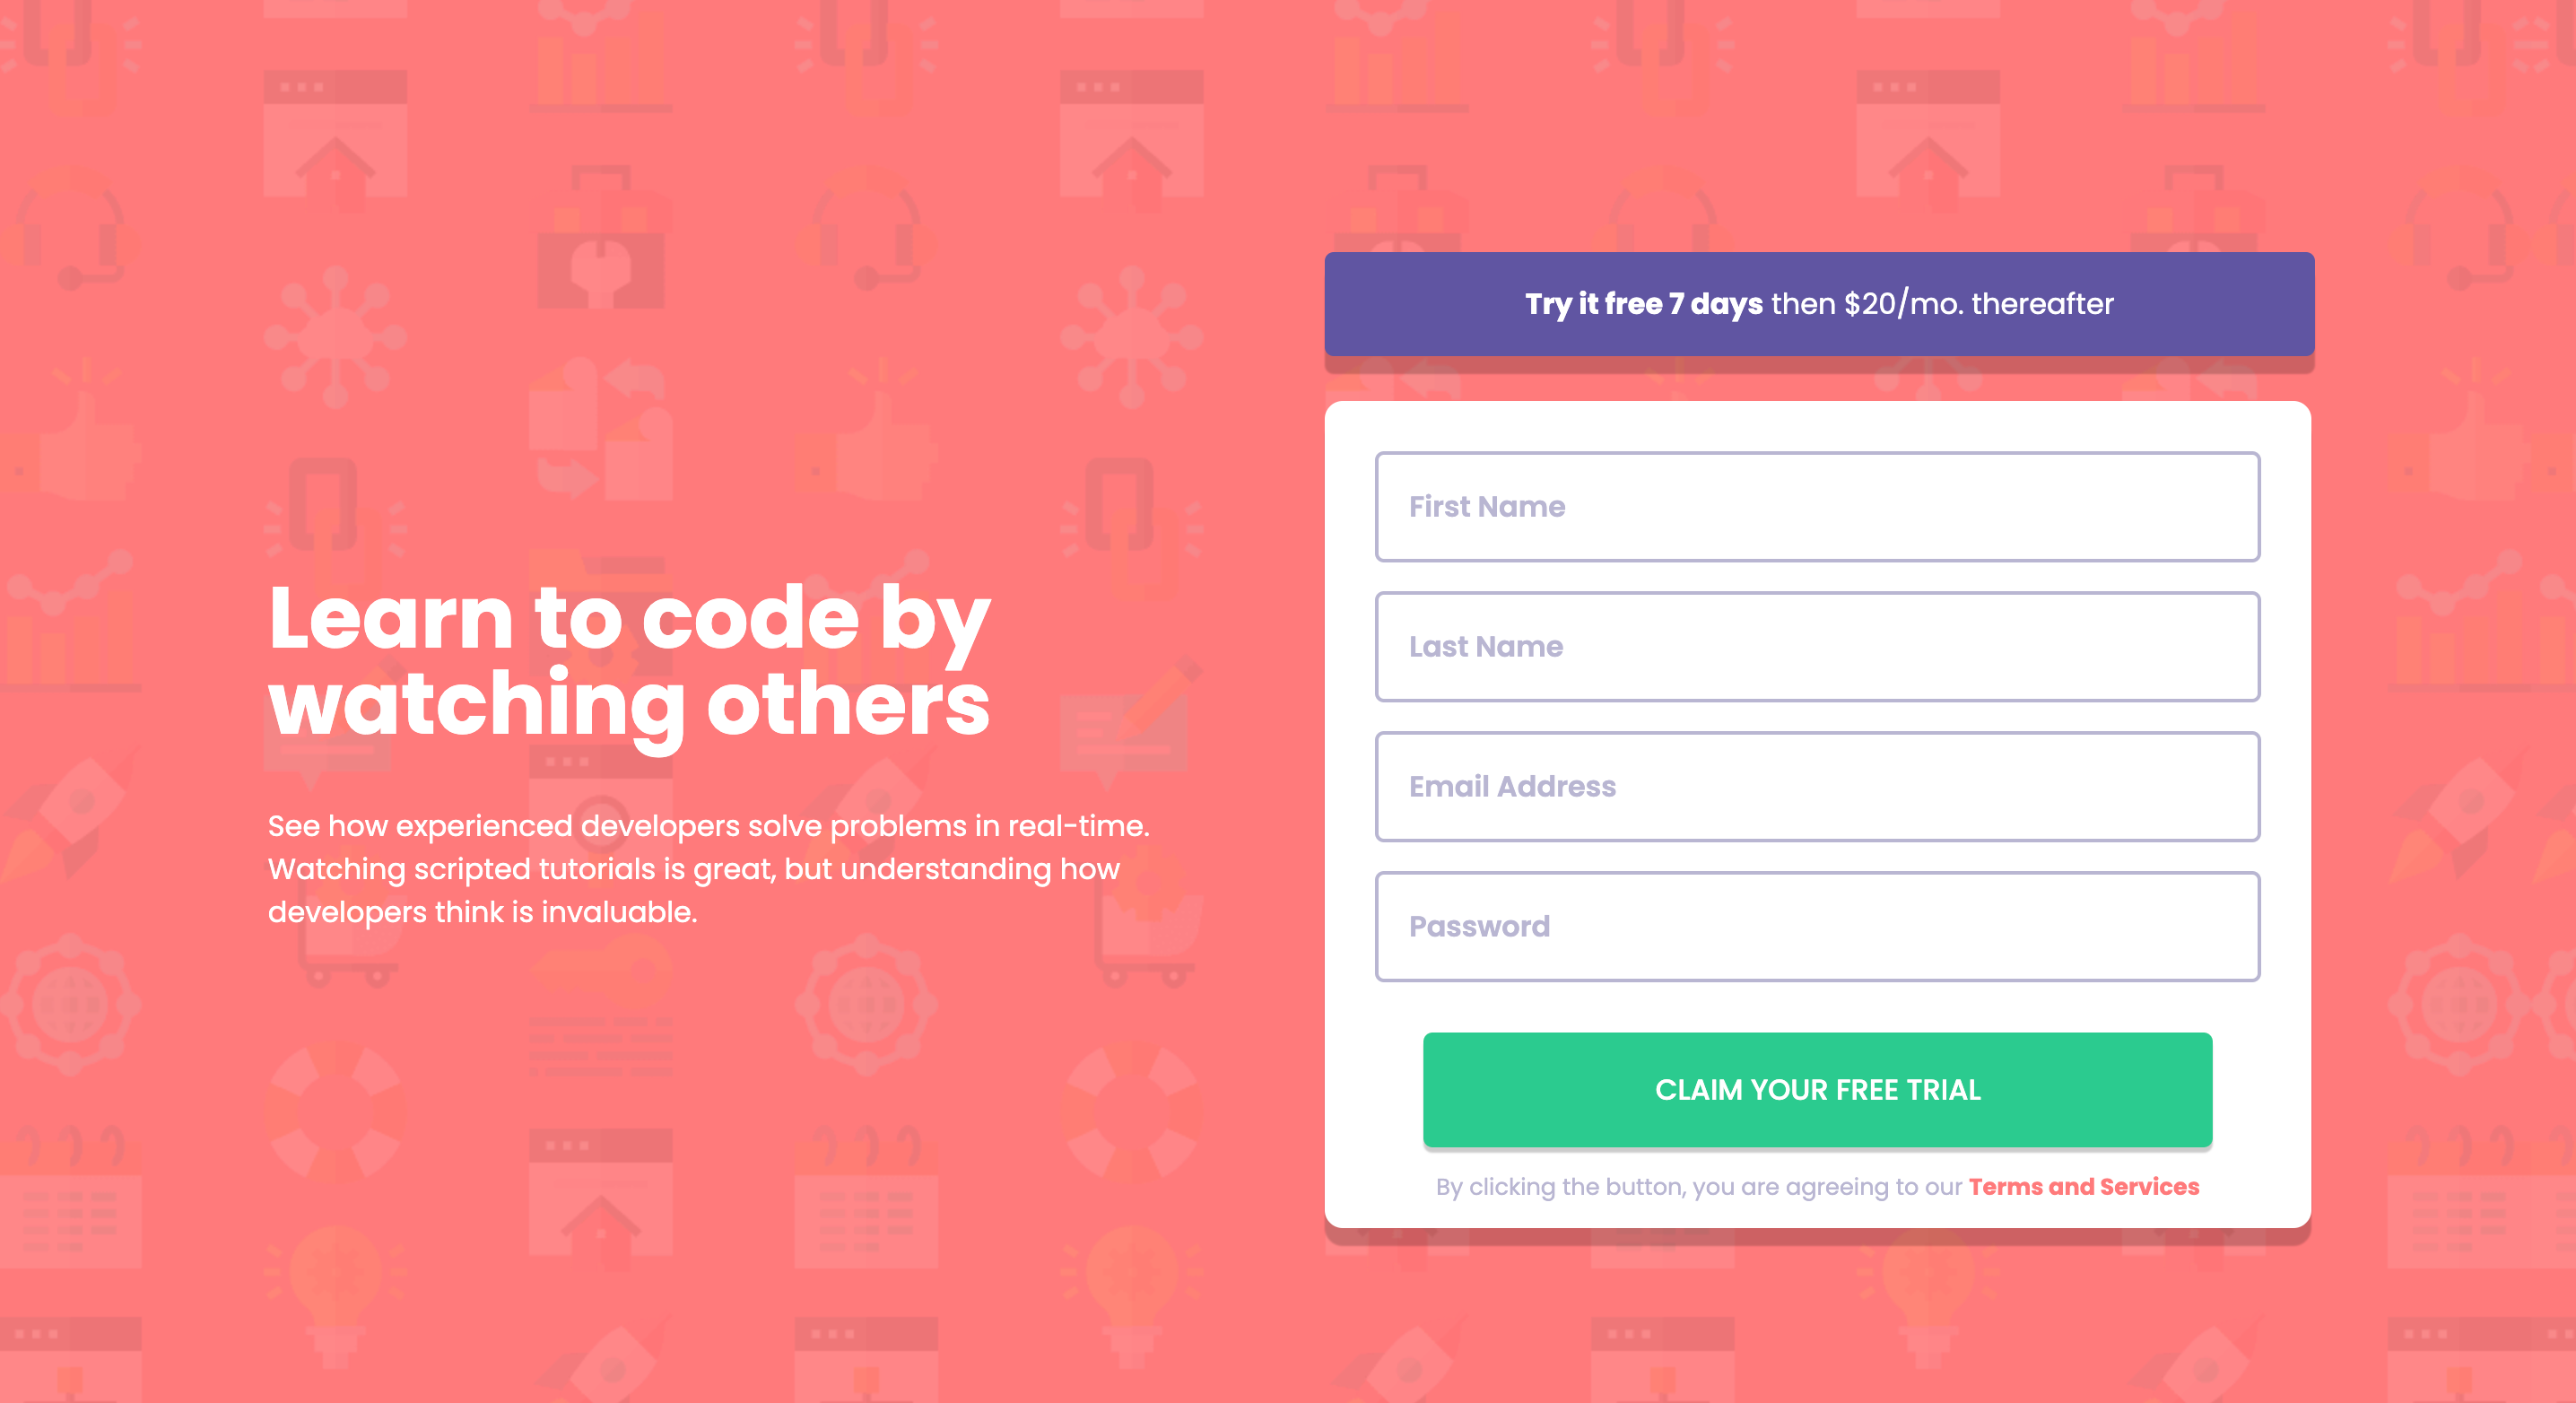 Learn to code by
watching others
See how experienced developers solve problems in real-time.
Watching scripted tutorials is great, but understanding how
developers think is invaluable.
Try it free 7 days then $20/mo. thereafter
First Name
Last Name
Email Address
Password
CLAIM YOUR FREE TRIAL
By clicking the button, you are agreeing to our Terms and Services